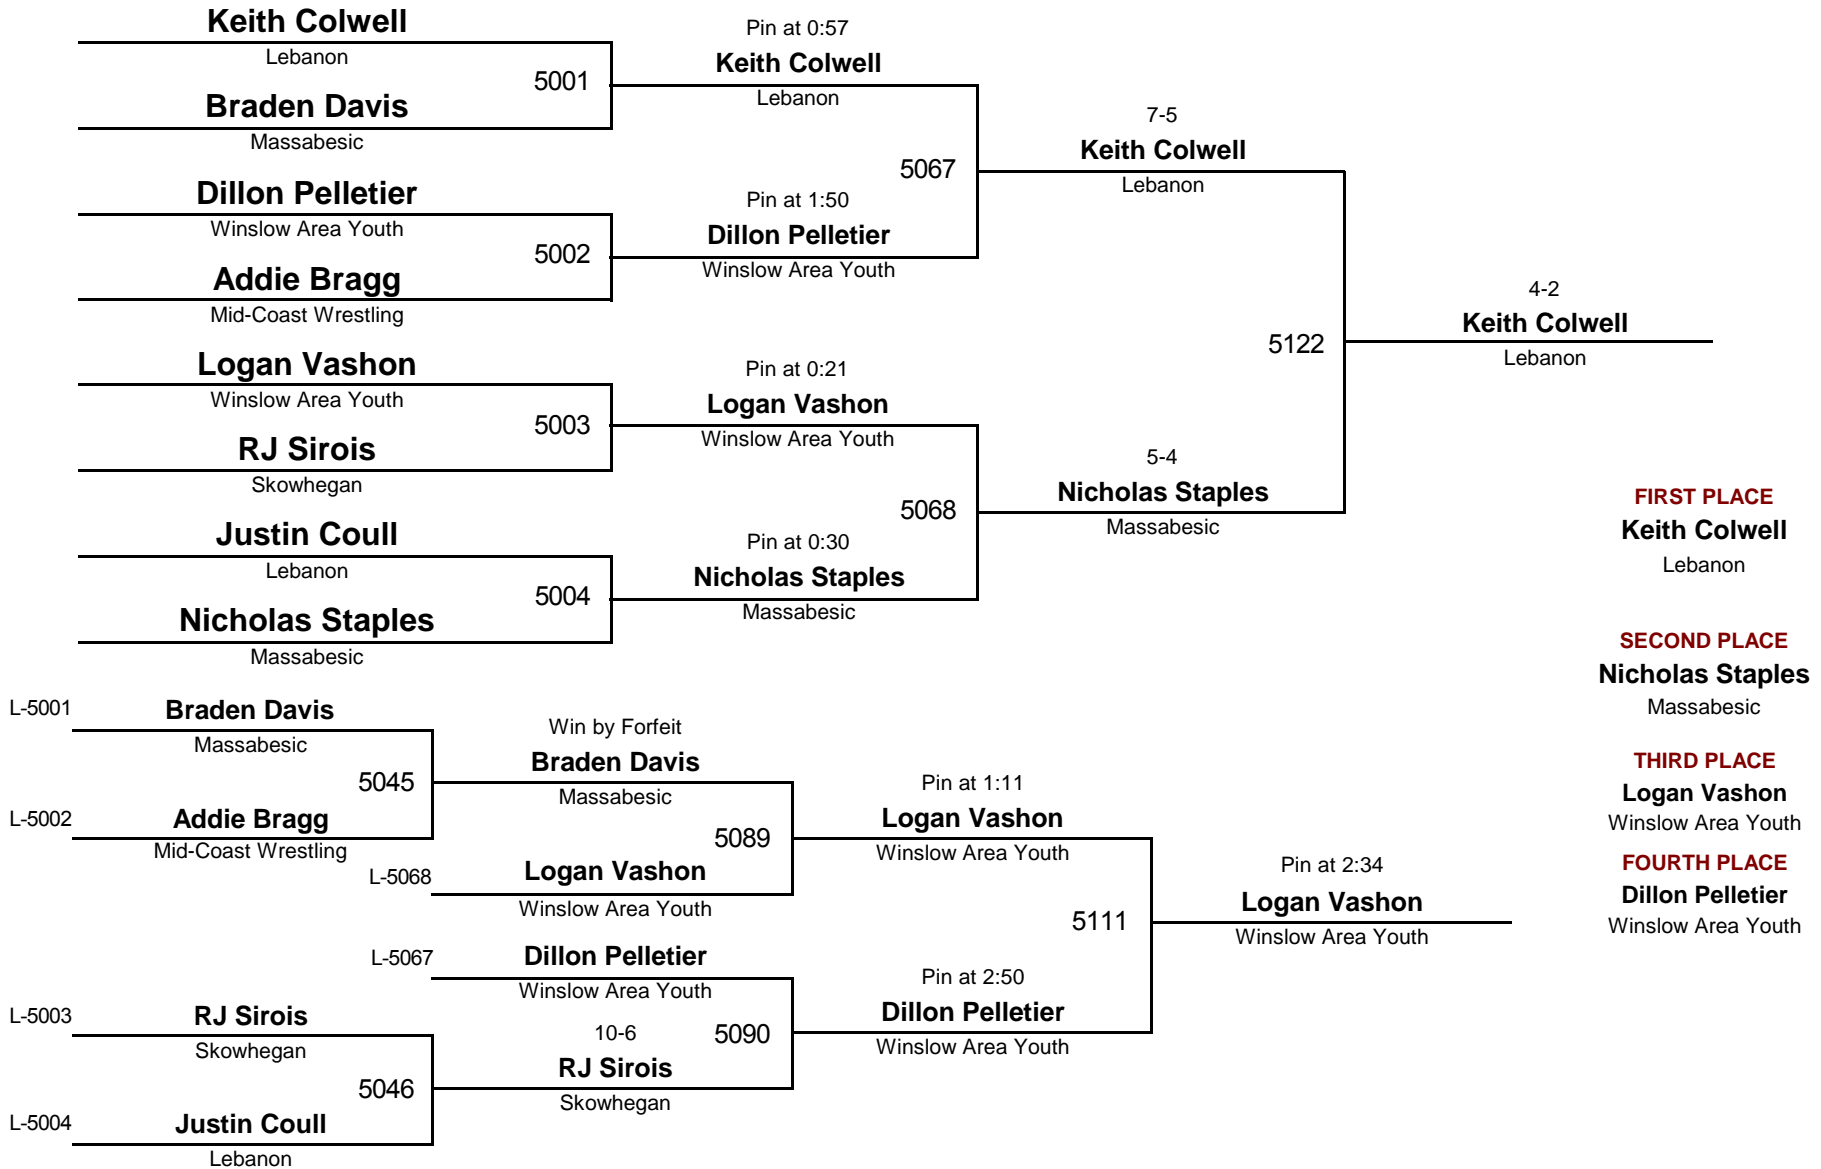 Keith Colwell
Lebanon
5001
Braden Davis
Massabesic
Dillon Pelletier
Winslow Area Youth
5002
Addie Bragg
Mid-Coast Wrestling
Logan Vashon
Winslow Area Youth
5003
RJ Sirois
Skowhegan
Justin Coull
Lebanon
5004
Nicholas Staples
Massabesic
Pin at 0:57
Keith Colwell
Lebanon
5067
Pin at 1:50
Dillon Pelletier
Winslow Area Youth
Pin at 0:21
Logan Vashon
Winslow Area Youth
5068
Pin at 0:30
Nicholas Staples
Massabesic
7-5
Keith Colwell
Lebanon
5122
5-4
Nicholas Staples
Massabesic
4-2
Keith Colwell
Lebanon
FIRST PLACE
Keith Colwell
Lebanon
SECOND PLACE
Nicholas Staples
Massabesic
THIRD PLACE
Logan Vashon
Winslow Area Youth
FOURTH PLACE
Dillon Pelletier
Winslow Area Youth
L-5001
Braden Davis
Massabesic
5045
L-5002
Addie Bragg
Mid-Coast Wrestling
Win by Forfeit
Braden Davis
Massabesic
5089
L-5068
Logan Vashon
Winslow Area Youth
L-5067
Dillon Pelletier
Winslow Area Youth
5090
L-5003
RJ Sirois
Skowhegan
5046
L-5004
Justin Coull
Lebanon
10-6
RJ Sirois
Skowhegan
Pin at 1:11
Logan Vashon
Winslow Area Youth
5111
Pin at 2:50
Dillon Pelletier
Winslow Area Youth
Pin at 2:34
Logan Vashon
Winslow Area Youth